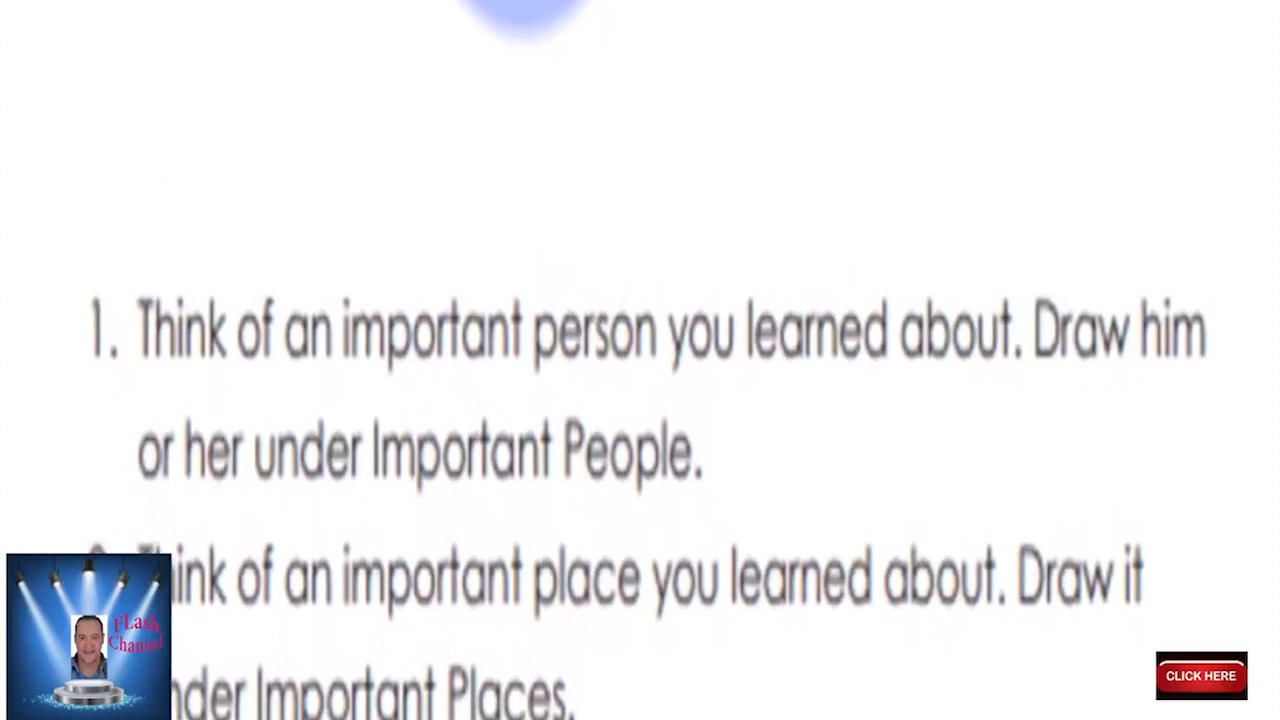 1. Think of an important person you learned about. Draw him
or her under Important People.
ink of an important place you learned about. Draw it
nder Important Places.
FLash
Channel
CLICK HERE